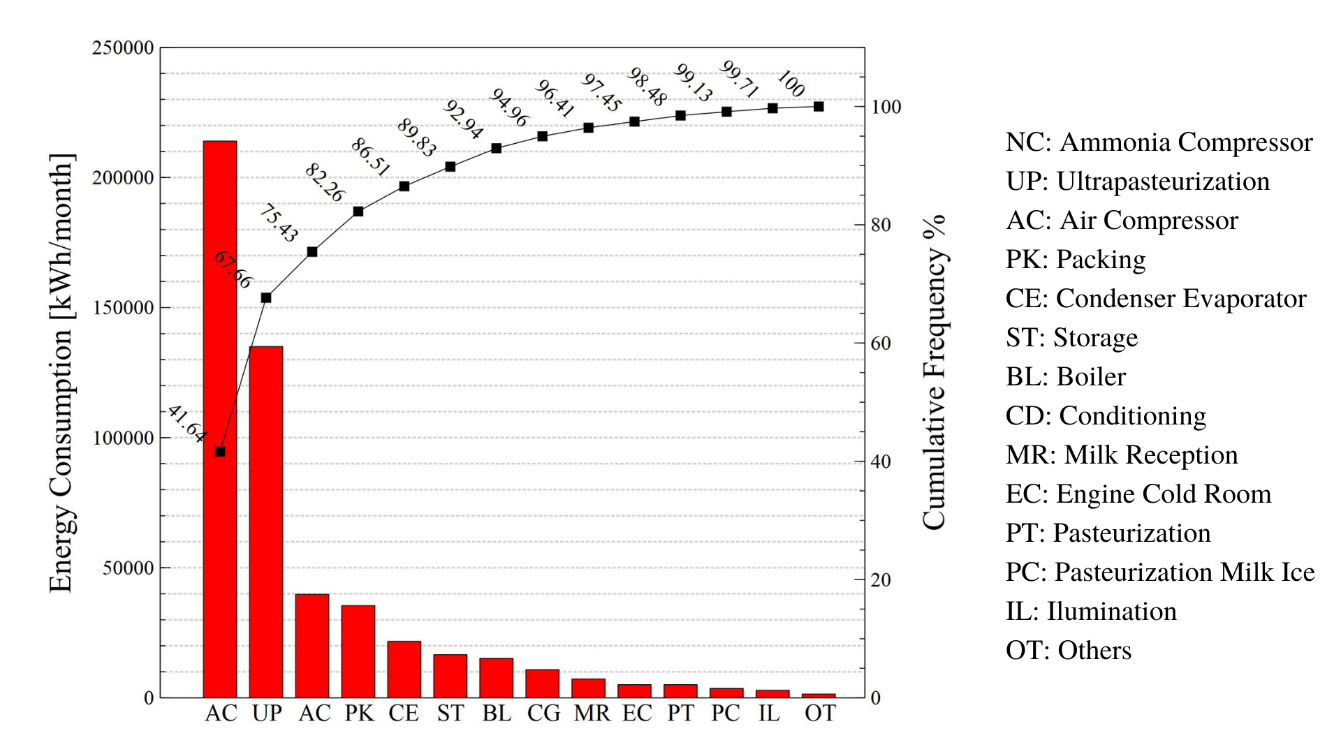 250000
200000
150000
100000
50000
0
Energy Consumption [kWh/month]
41.64
67.66
75.43
82.26
86.51
89.83
92.94
94.96
96.41
97.45
98.48
99.13
99.71
100
100
80
60
40
20
0
Cumulative Frequency %
AC UP AC PK CE ST BL CG MR EC PT PC IL OT
NC: Ammonia Compressor
UP: Ultrapasteurization
AC: Air Compressor
PK: Packing
CE: Condenser Evaporator
ST: Storage
BL: Boiler
CD: Conditioning
MR: Milk Reception
EC: Engine Cold Room
PT: Pasteurization
PC: Pasteurization Milk Ice
IL: Ilumination
OT: Others